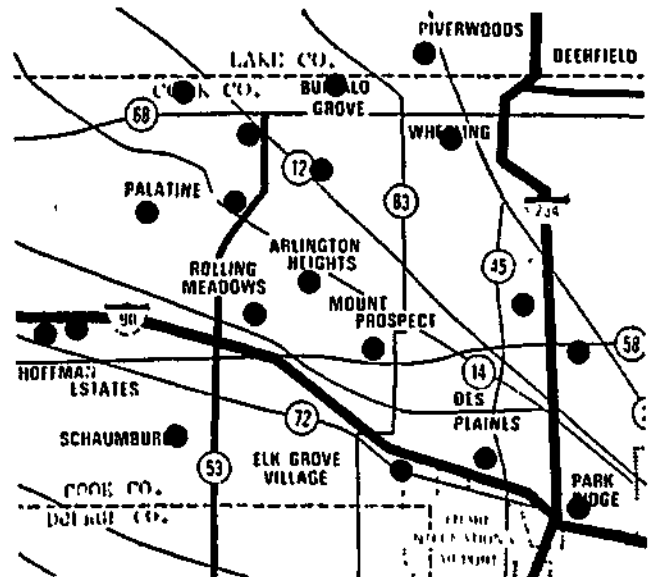 PIVERWOODS
LAKE CO.
DEERFIELD
COOK CO.
BUFFALO
GROVE
68
WHEELING
12
PALATINE
83
294
ARLINGTON
HEIGHTS
ROLLING
MEADOWS
45
MOUNT
PROSPECT
90
58
HOFFMAN
ESTATES
14
DES
PLAINES
72
SCHAUMBURG
53
ELK GROVE
VILLAGE
PARK
RIDGE
COOK CO.
DUPAGE CO.